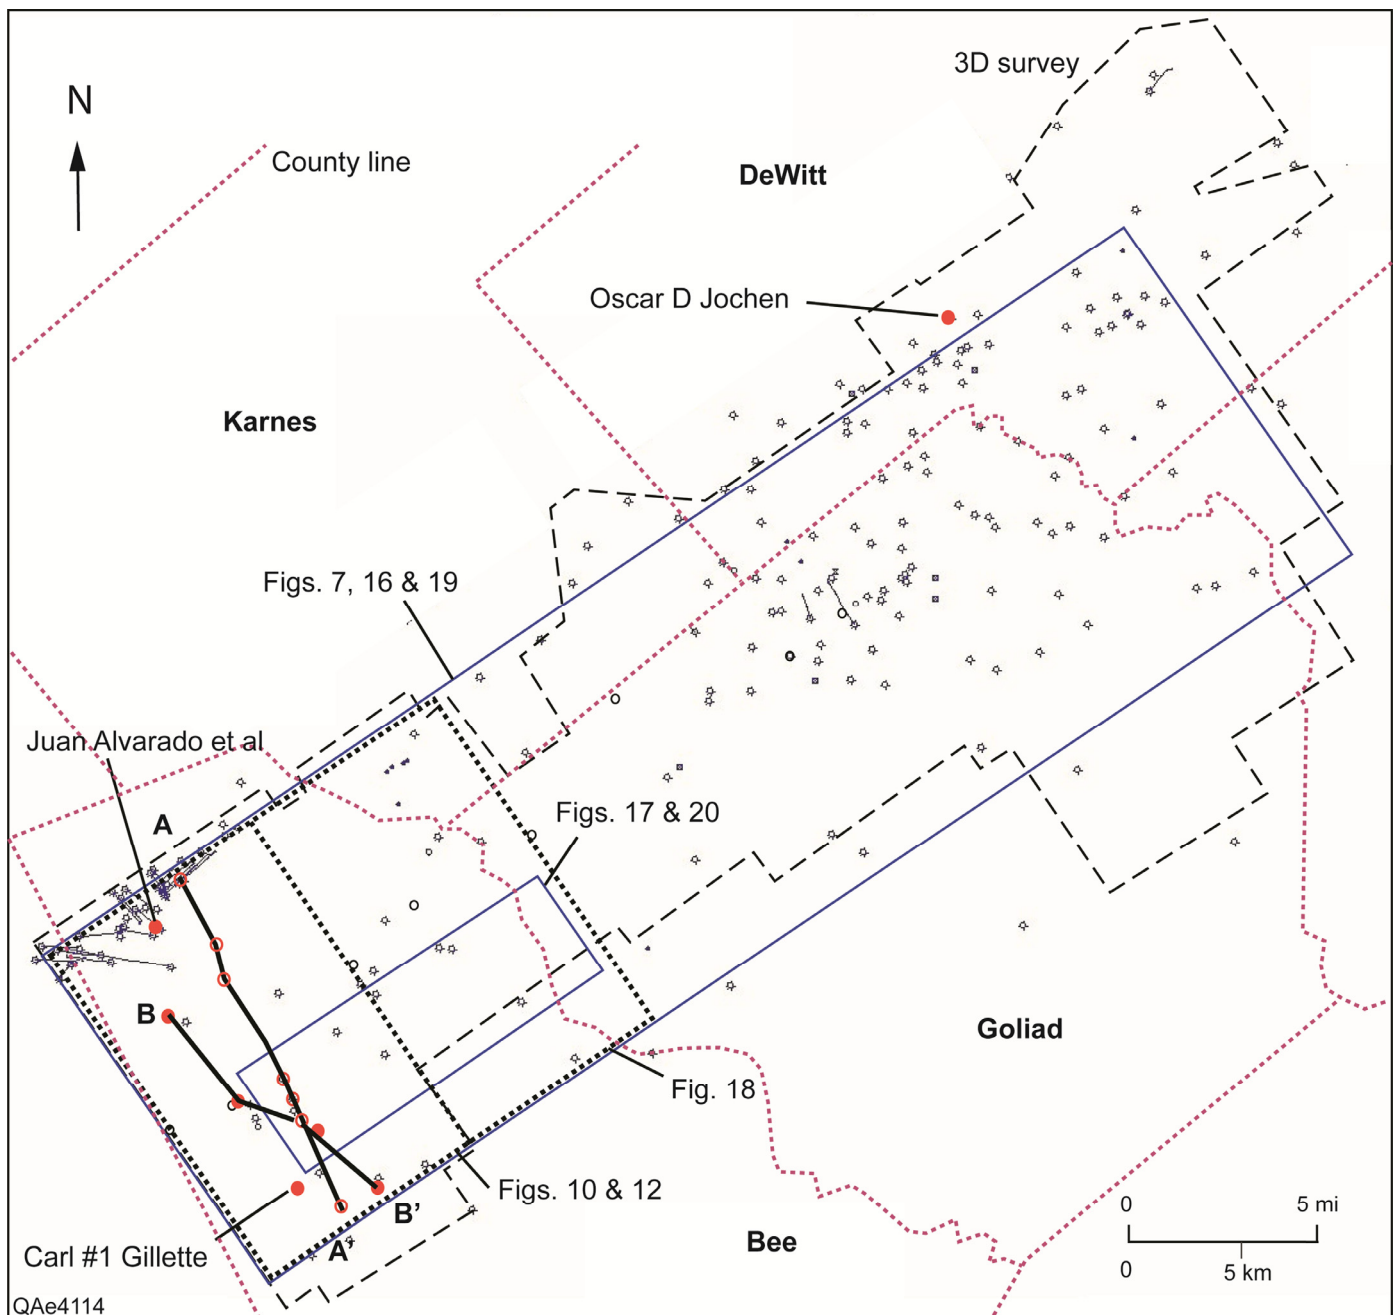 3D survey
N
County line
DeWitt
Oscar D Jochen
Karnes
Figs. 7, 16 & 19
Juan Alvarado et al
Figs. 17 & 20
A
B
Goliad
Fig. 18
Figs. 10 & 12
B'
A'
Carl #1 Gillette
Bee
0 5 mi
0 5 km
QAe4114